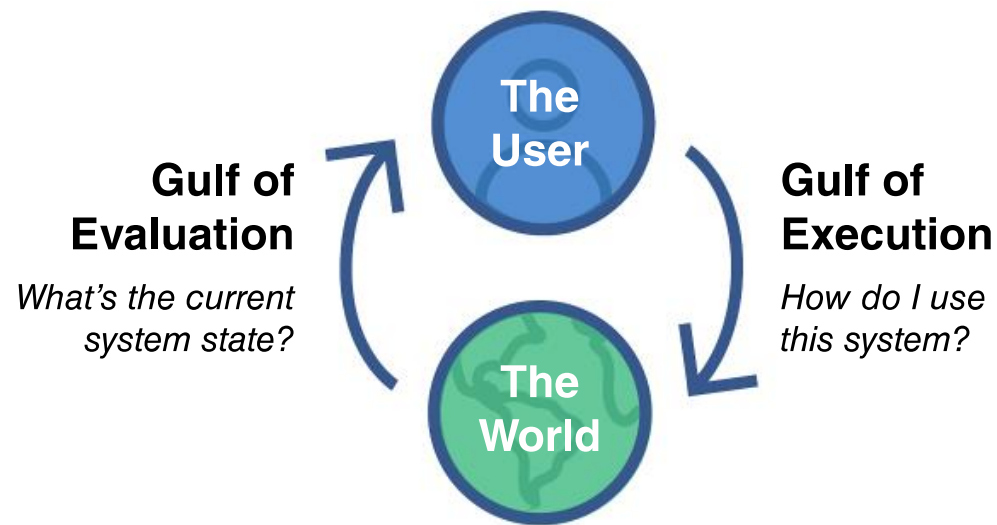 The
User
Gulf of
Evaluation
What's the current
system state?
Gulf of
Execution
How do I use
this system?
The
World